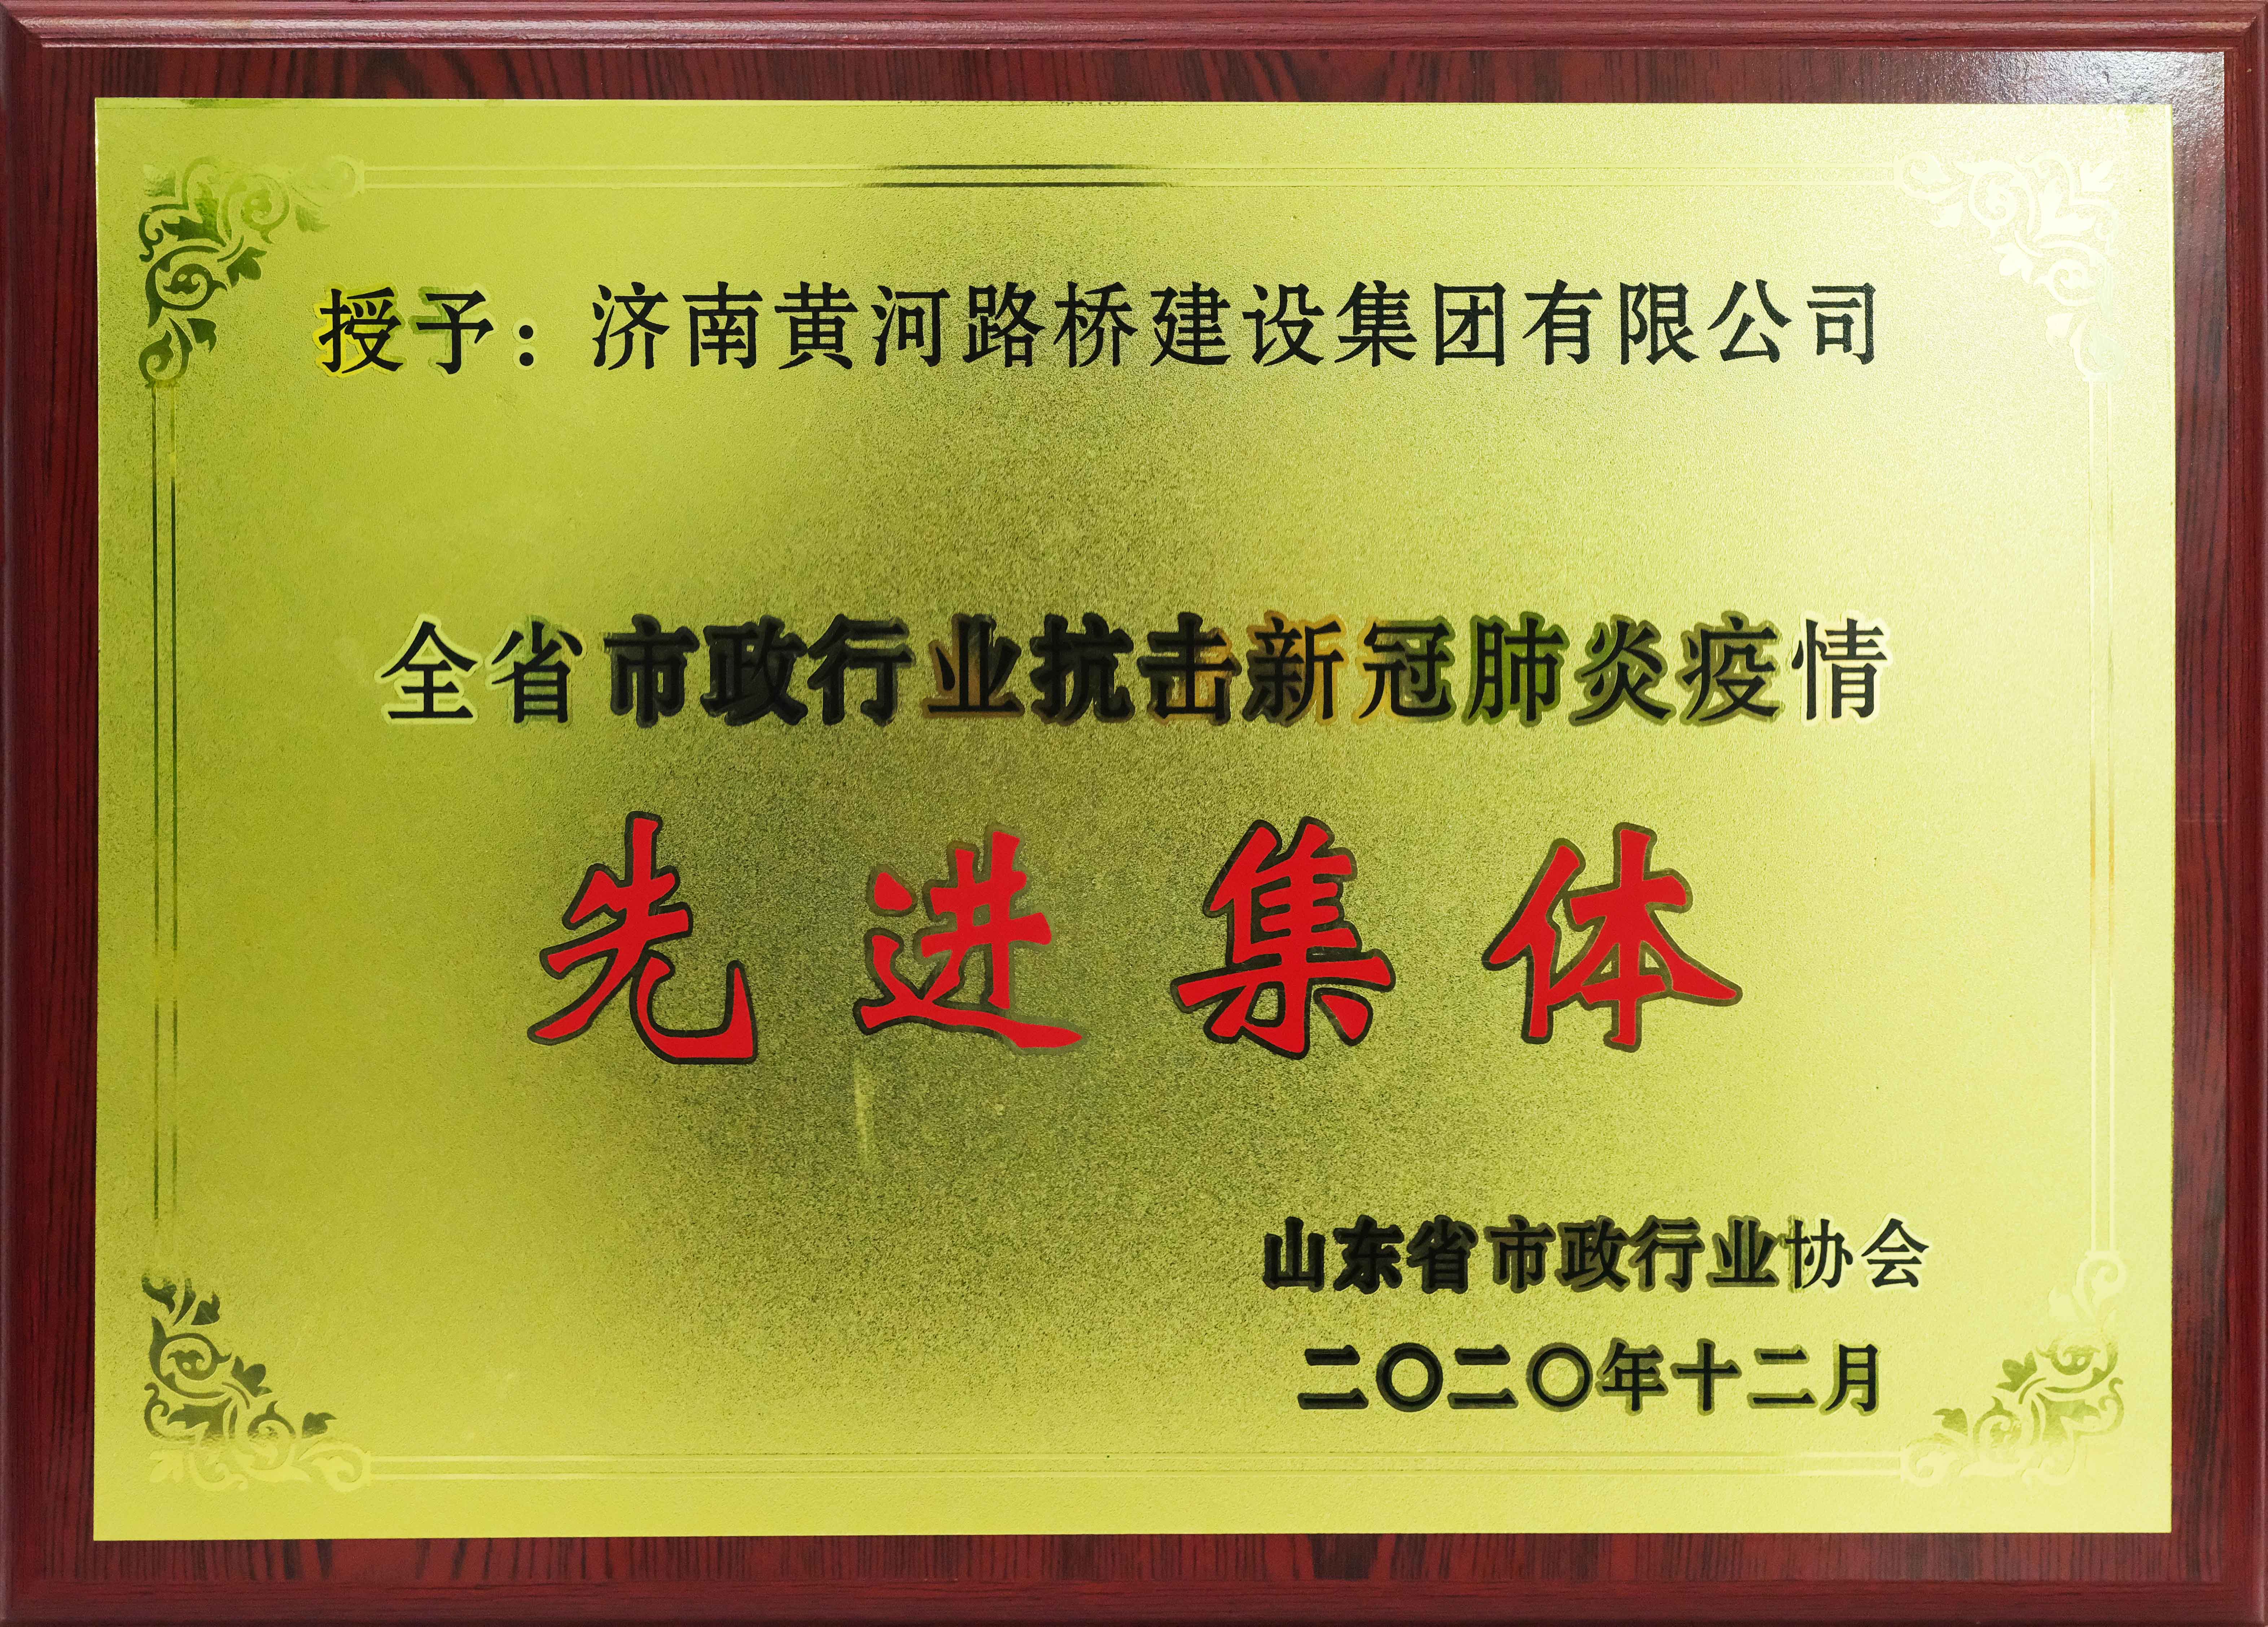 授予：济南黄河路桥建设集团有限公司
全省市政行业抗击新冠肺炎疫情
先进集体
山东省市政行业协会
二〇二〇年十二月